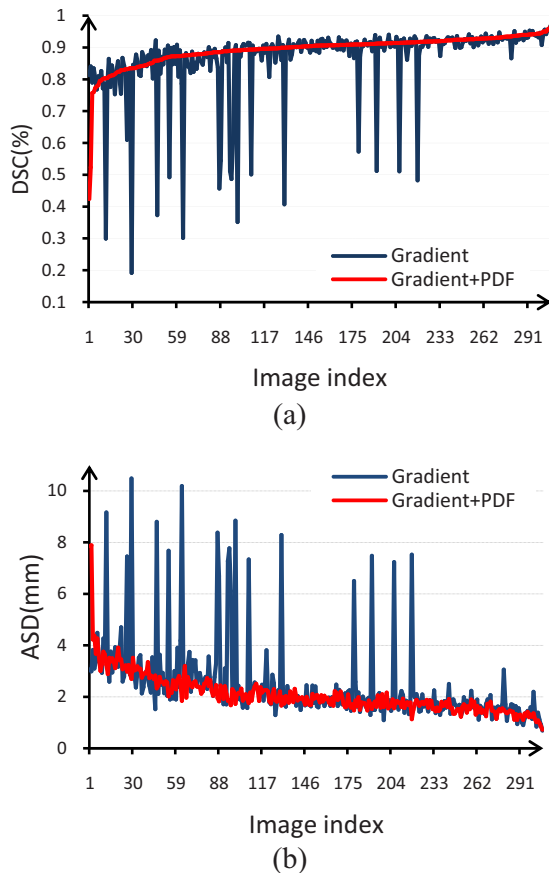 1
0.9
0.8
0.7
0.6
0.5
0.4
0.3
0.2
0.1
DSC(%)
Gradient
Gradient+PDF
1 30 59 88 117 146 175 204 233 262 291
Image index
(a)
Gradient
Gradient+PDF
10
8
6
4
2
0
ASD(mm)
1 30 59 88 117 146 175 204 233 262 291
Image index
(b)